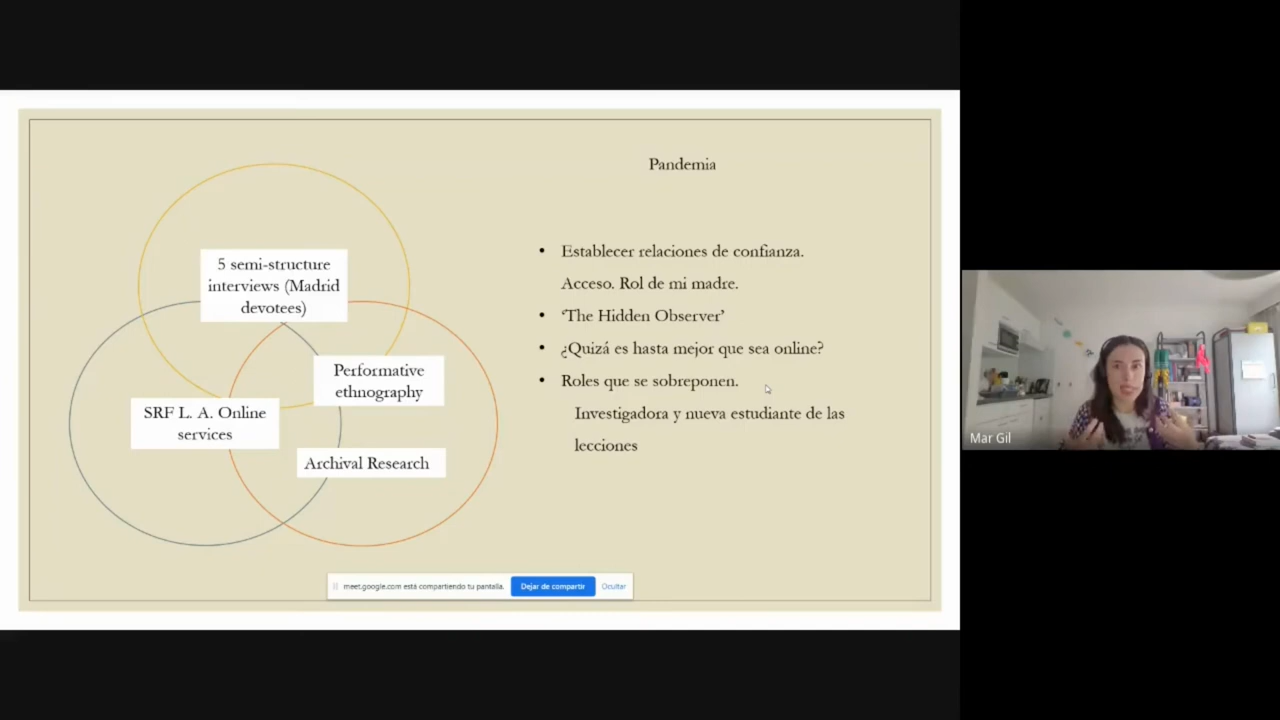 5 semi-structure
interviews (Madrid
devotees)
Performative
ethnography
SRF L. A. Online
services
Archival Research
Pandemia
• Establecer relaciones de confianza.
Acceso. Rol de mi madre.
• ‘The Hidden Observer’
• ¿Quizá es hasta mejor que sea online?
• Roles que se sobreponen.
Investigadora y nueva estudiante de las
lecciones
meet.google.com está compartiendo tu pantalla. Dejar de compartir Ocultar
Mar Gil